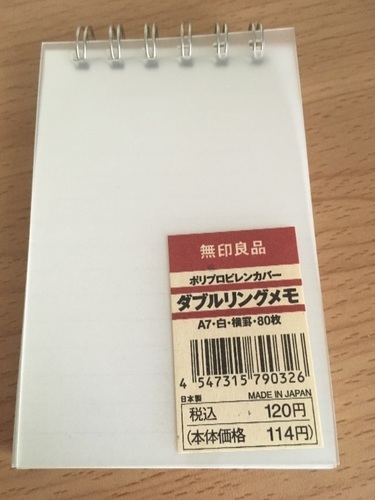 無印良品
ポリプロピレンカバー
ダブルリングメモ
A7・白・横罫・80枚
4 547315 790326
日本製 MADE IN JAPAN
税込 120円
(本体価格 114円)